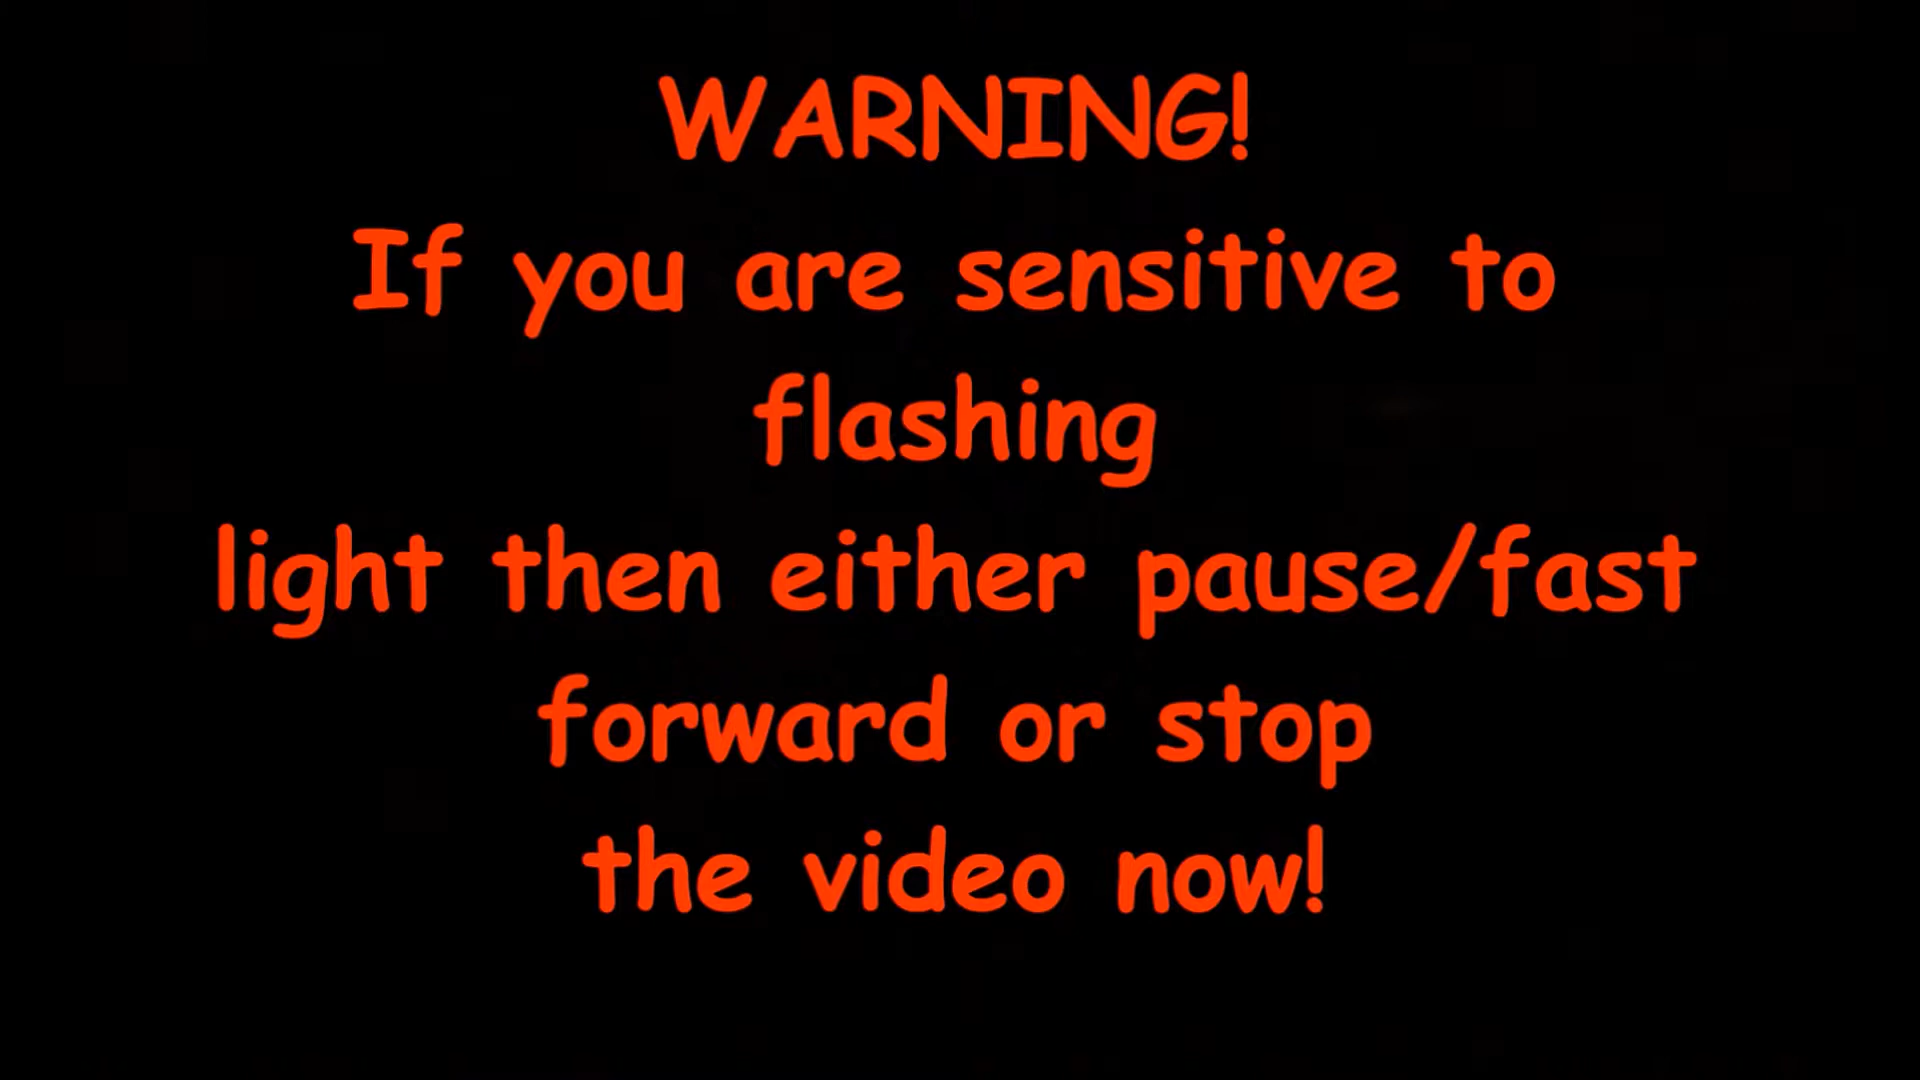 WARNING!
If you are sensitive to
flashing
light then either pause/fast
forward or stop
the video now!